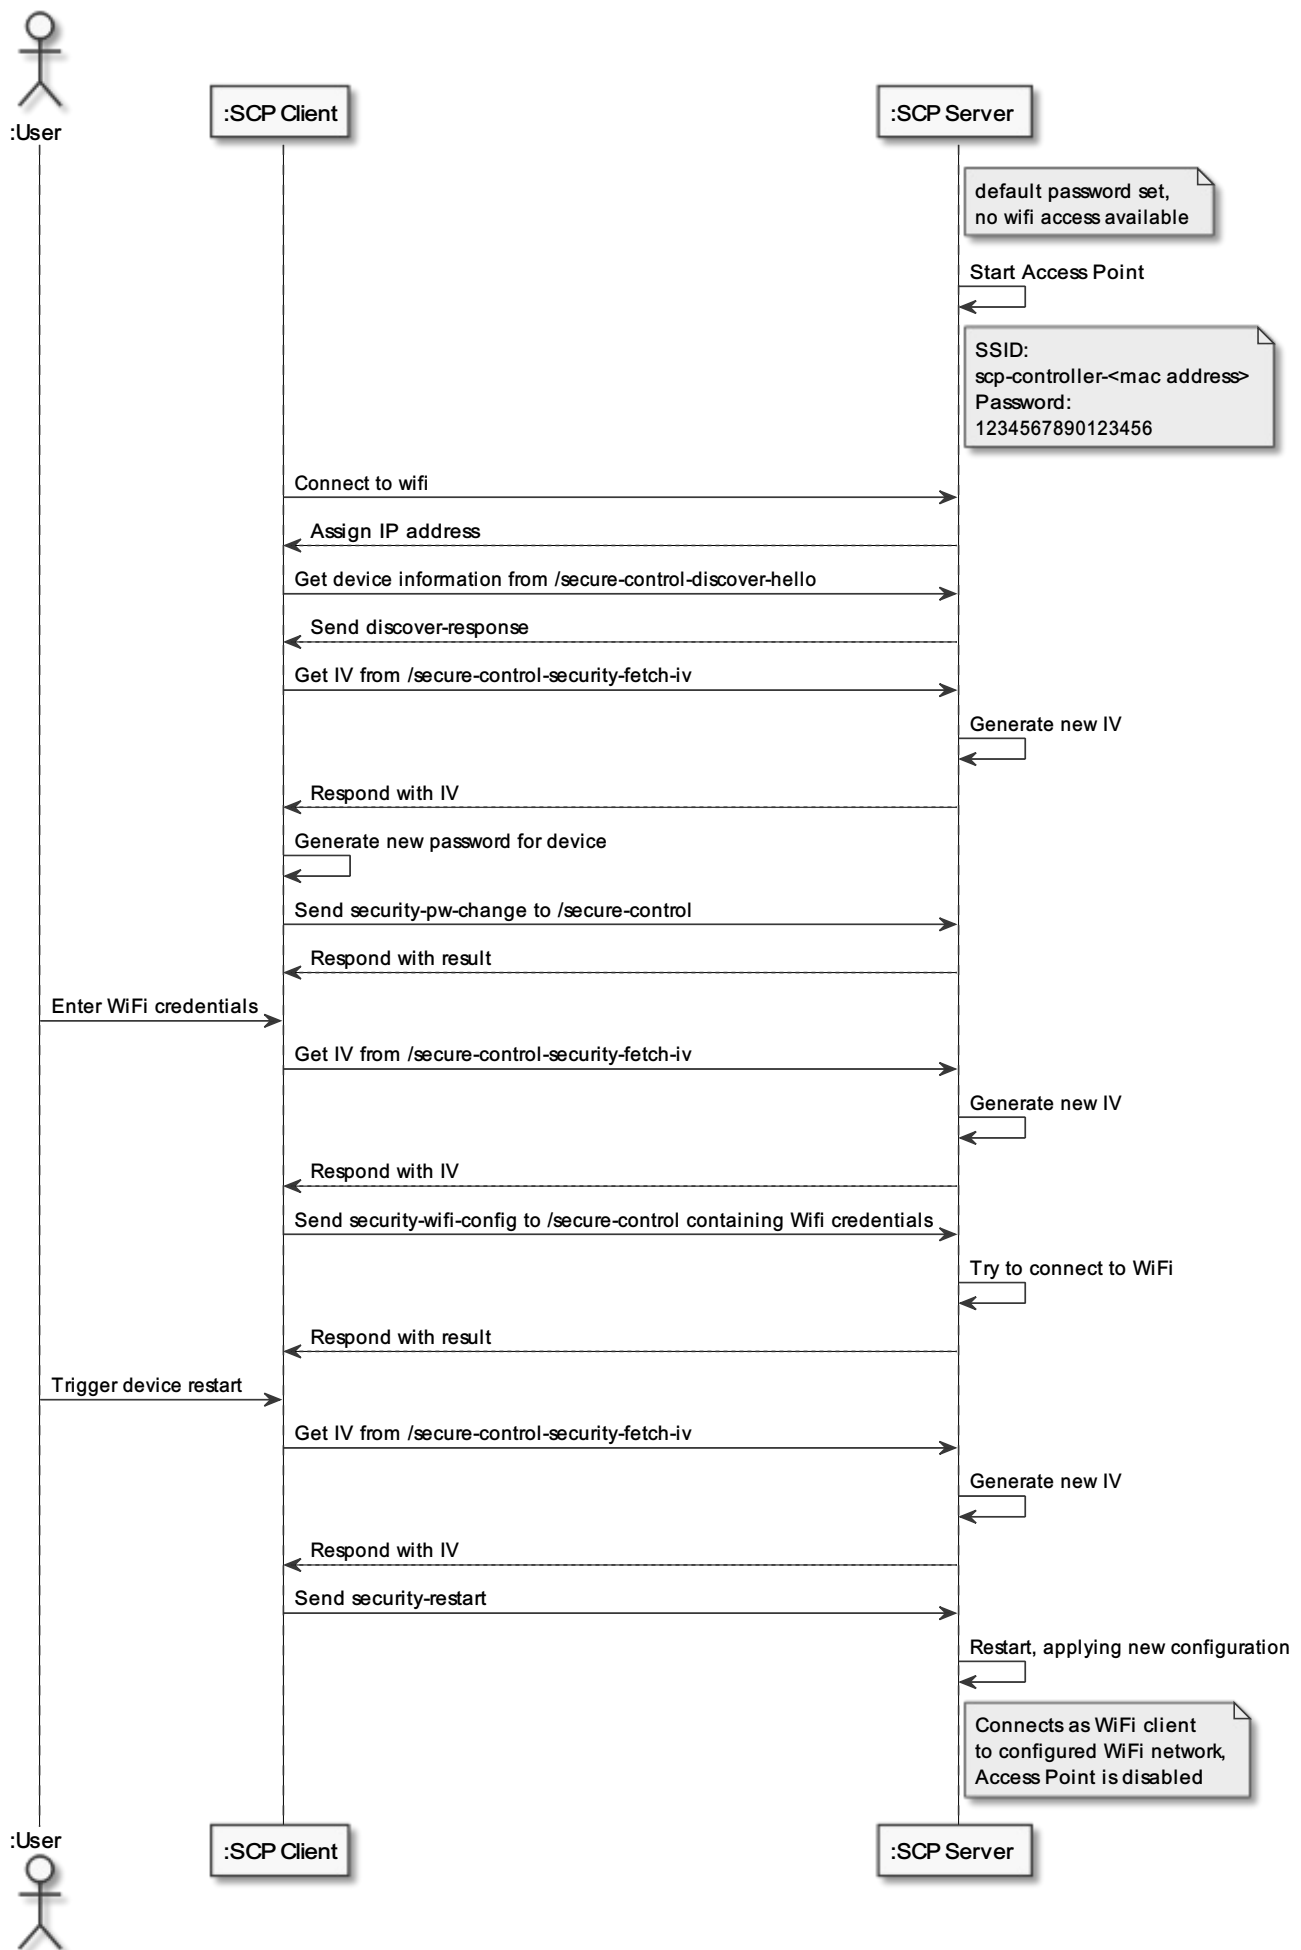 :User
:SCP Client
:SCP Server
default password set,
no wifi access available
Start Access Point
SSID:
scp-controller-<mac address>
Password:
1234567890123456
Connect to wifi
Assign IP address
Get device information from /secure-control-discover-hello
Send discover-response
Get IV from /secure-control-security-fetch-iv
Generate new IV
Respond with IV
Generate new password for device
Send security-pw-change to /secure-control
Respond with result
Enter WiFi credentials
Get IV from /secure-control-security-fetch-iv
Generate new IV
Respond with IV
Send security-wifi-config to /secure-control containing Wifi credentials
Try to connect to WiFi
Respond with result
Trigger device restart
Get IV from /secure-control-security-fetch-iv
Generate new IV
Respond with IV
Send security-restart
Restart, applying new configuration
Connects as WiFi client
to configured WiFi network,
Access Point is disabled
:User
:SCP Client
:SCP Server